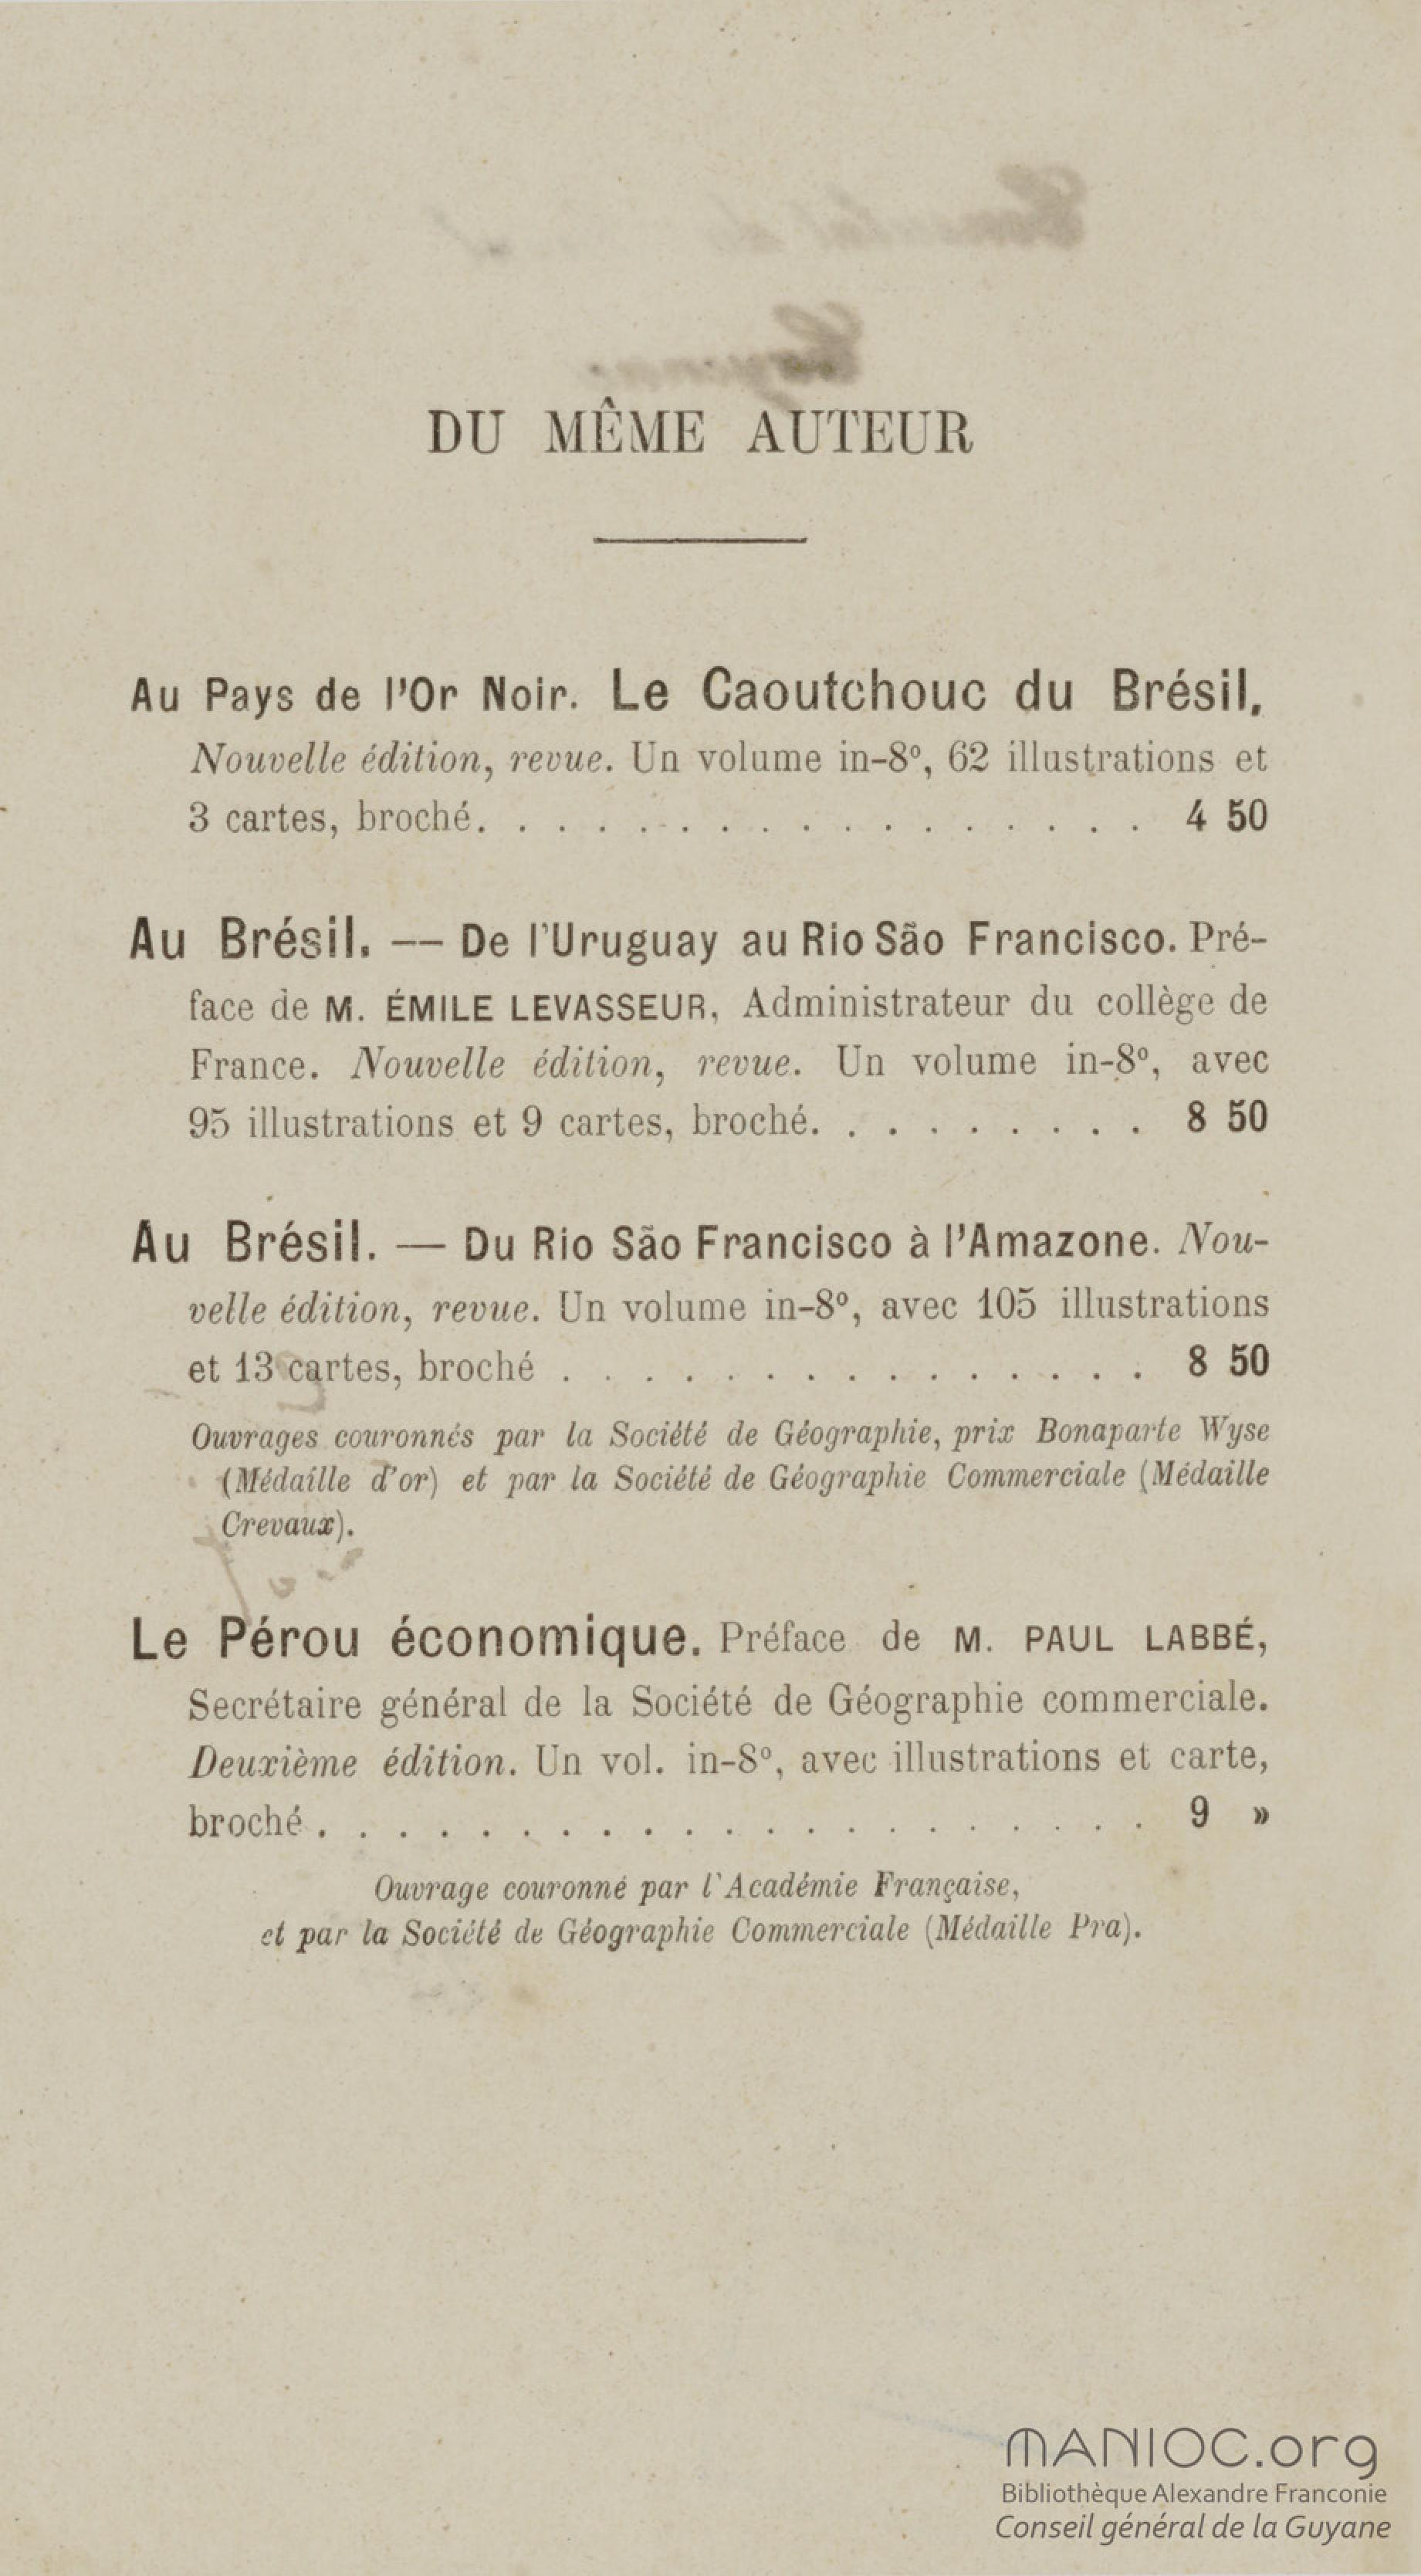 DU MÊME AUTEUR
Au Pays de l'Or Noir. Le Caoutchouc du Brésil.
Nouvelle édition, revue. Un volume in-8º, 62 illustrations et
3 cartes, broché. . . . . . . . . . . . . . . . . 4 50
Au Brésil. — De l'Uruguay au Rio São Francisco. Pré-
face de M. ÉMILE LEVASSEUR, Administrateur du collège de
France. Nouvelle édition, revue. Un volume in-8º, avec
95 illustrations et 9 cartes, broché. . . . . . . . . 8 50
Au Brésil. — Du Rio São Francisco à l'Amazone. Nou-
velle édition, revue. Un volume in-8º, avec 105 illustrations
et 13 cartes, broché . . . . . . . . . . . . . . . 8 50
Ouvrages couronnés par la Société de Géographie, prix Bonaparte Wyse
(Médaille d'or) et par la Société de Géographie Commerciale (Médaille
Crevaux).
Le Pérou économique. Préface de M. PAUL LABBÉ,
Secrétaire général de la Société de Géographie commerciale.
Deuxième édition. Un vol. in-8º, avec illustrations et carte,
broché . . . . . . . . . . . . . . . . . . . . . 9 »
Ouvrage couronné par l'Académie Française,
et par la Société de Géographie Commerciale (Médaille Pra).
MANIOC.org
Bibliothèque Alexandre Franconie
Conseil général de la Guyane